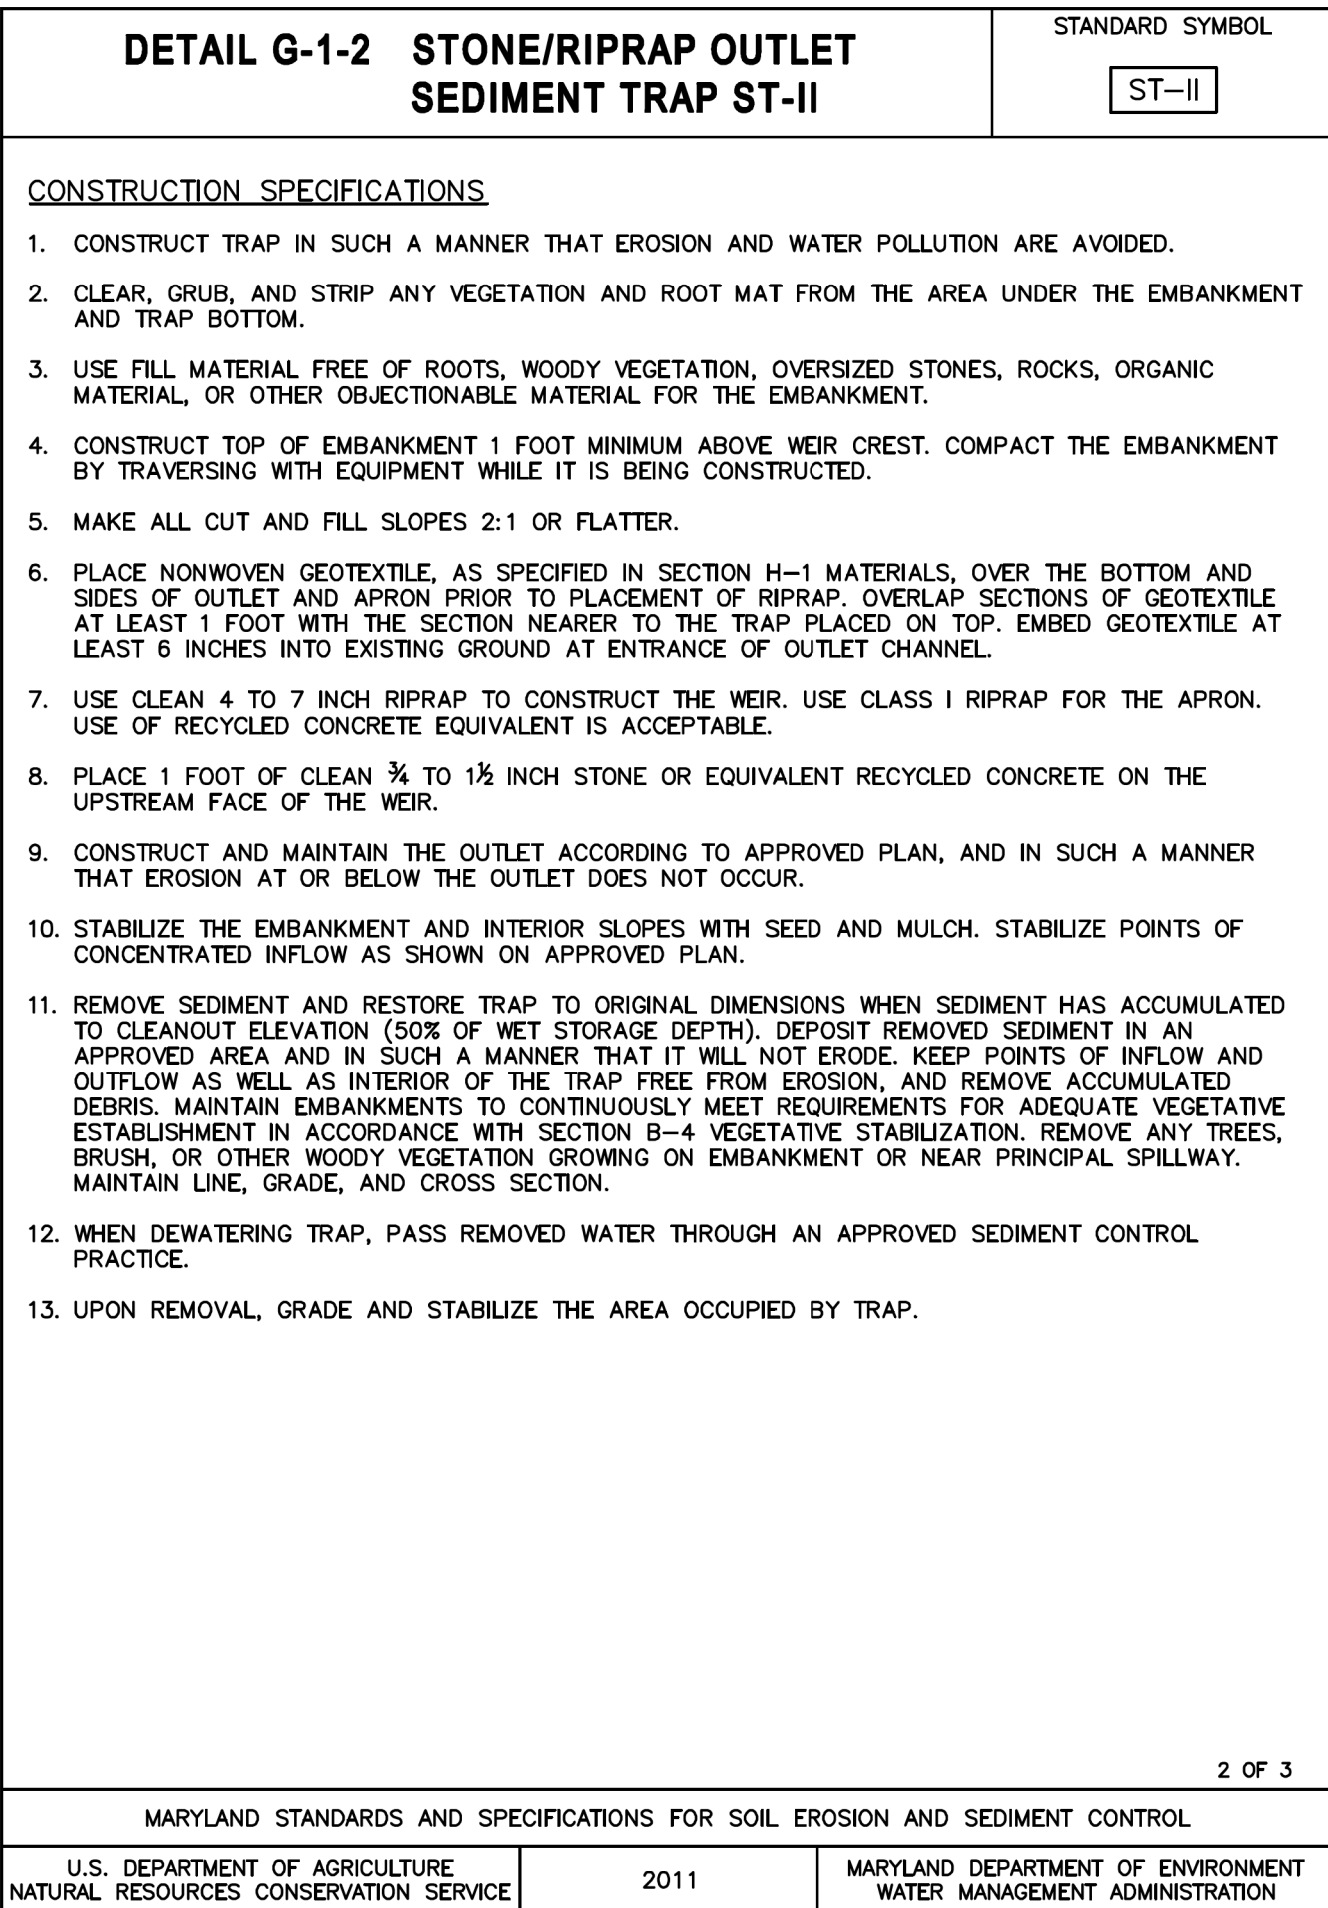 DETAIL G-1-2 STONE/RIPRAP OUTLET
SEDIMENT TRAP ST-II
STANDARD SYMBOL
ST-II
CONSTRUCTION SPECIFICATIONS
1. CONSTRUCT TRAP IN SUCH A MANNER THAT EROSION AND WATER POLLUTION ARE AVOIDED.
2. CLEAR, GRUB, AND STRIP ANY VEGETATION AND ROOT MAT FROM THE AREA UNDER THE EMBANKMENT
AND TRAP BOTTOM.
3. USE FILL MATERIAL FREE OF ROOTS, WOODY VEGETATION, OVERSIZED STONES, ROCKS, ORGANIC
MATERIAL, OR OTHER OBJECTIONABLE MATERIAL FOR THE EMBANKMENT.
4. CONSTRUCT TOP OF EMBANKMENT 1 FOOT MINIMUM ABOVE WEIR CREST. COMPACT THE EMBANKMENT
BY TRAVERSING WITH EQUIPMENT WHILE IT IS BEING CONSTRUCTED.
5. MAKE ALL CUT AND FILL SLOPES 2:1 OR FLATTER.
6. PLACE NONWOVEN GEOTEXTILE, AS SPECIFIED IN SECTION H-1 MATERIALS, OVER THE BOTTOM AND
SIDES OF OUTLET AND APRON PRIOR TO PLACEMENT OF RIPRAP. OVERLAP SECTIONS OF GEOTEXTILE
AT LEAST 1 FOOT WITH THE SECTION NEARER TO THE TRAP PLACED ON TOP. EMBED GEOTEXTILE AT
LEAST 6 INCHES INTO EXISTING GROUND AT ENTRANCE OF OUTLET CHANNEL.
7. USE CLEAN 4 TO 7 INCH RIPRAP TO CONSTRUCT THE WEIR. USE CLASS I RIPRAP FOR THE APRON.
USE OF RECYCLED CONCRETE EQUIVALENT IS ACCEPTABLE.
8. PLACE 1 FOOT OF CLEAN ¾ TO 1½ INCH STONE OR EQUIVALENT RECYCLED CONCRETE ON THE
UPSTREAM FACE OF THE WEIR.
9. CONSTRUCT AND MAINTAIN THE OUTLET ACCORDING TO APPROVED PLAN, AND IN SUCH A MANNER
THAT EROSION AT OR BELOW THE OUTLET DOES NOT OCCUR.
10. STABILIZE THE EMBANKMENT AND INTERIOR SLOPES WITH SEED AND MULCH. STABILIZE POINTS OF
CONCENTRATED INFLOW AS SHOWN ON APPROVED PLAN.
11. REMOVE SEDIMENT AND RESTORE TRAP TO ORIGINAL DIMENSIONS WHEN SEDIMENT HAS ACCUMULATED
TO CLEANOUT ELEVATION (50% OF WET STORAGE DEPTH). DEPOSIT REMOVED SEDIMENT IN AN
APPROVED AREA AND IN SUCH A MANNER THAT IT WILL NOT ERODE. KEEP POINTS OF INFLOW AND
OUTFLOW AS WELL AS INTERIOR OF THE TRAP FREE FROM EROSION, AND REMOVE ACCUMULATED
DEBRIS. MAINTAIN EMBANKMENTS TO CONTINUOUSLY MEET REQUIREMENTS FOR ADEQUATE VEGETATIVE
ESTABLISHMENT IN ACCORDANCE WITH SECTION B-4 VEGETATIVE STABILIZATION. REMOVE ANY TREES,
BRUSH, OR OTHER WOODY VEGETATION GROWING ON EMBANKMENT OR NEAR PRINCIPAL SPILLWAY.
MAINTAIN LINE, GRADE, AND CROSS SECTION.
12. WHEN DEWATERING TRAP, PASS REMOVED WATER THROUGH AN APPROVED SEDIMENT CONTROL
PRACTICE.
13. UPON REMOVAL, GRADE AND STABILIZE THE AREA OCCUPIED BY TRAP.
2 OF 3
MARYLAND STANDARDS AND SPECIFICATIONS FOR SOIL EROSION AND SEDIMENT CONTROL
U.S. DEPARTMENT OF AGRICULTURE
NATURAL RESOURCES CONSERVATION SERVICE
2011
MARYLAND DEPARTMENT OF ENVIRONMENT
WATER MANAGEMENT ADMINISTRATION